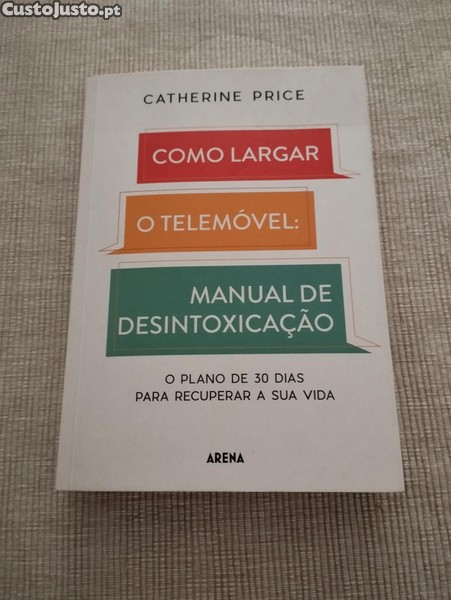 CustoJusto.pt
CATHERINE PRICE
COMO LARGAR
O TELEMÓVEL:
MANUAL DE
DESINTOXICAÇÃO
O PLANO DE 30 DIAS
PARA RECUPERAR A SUA VIDA
ARENA